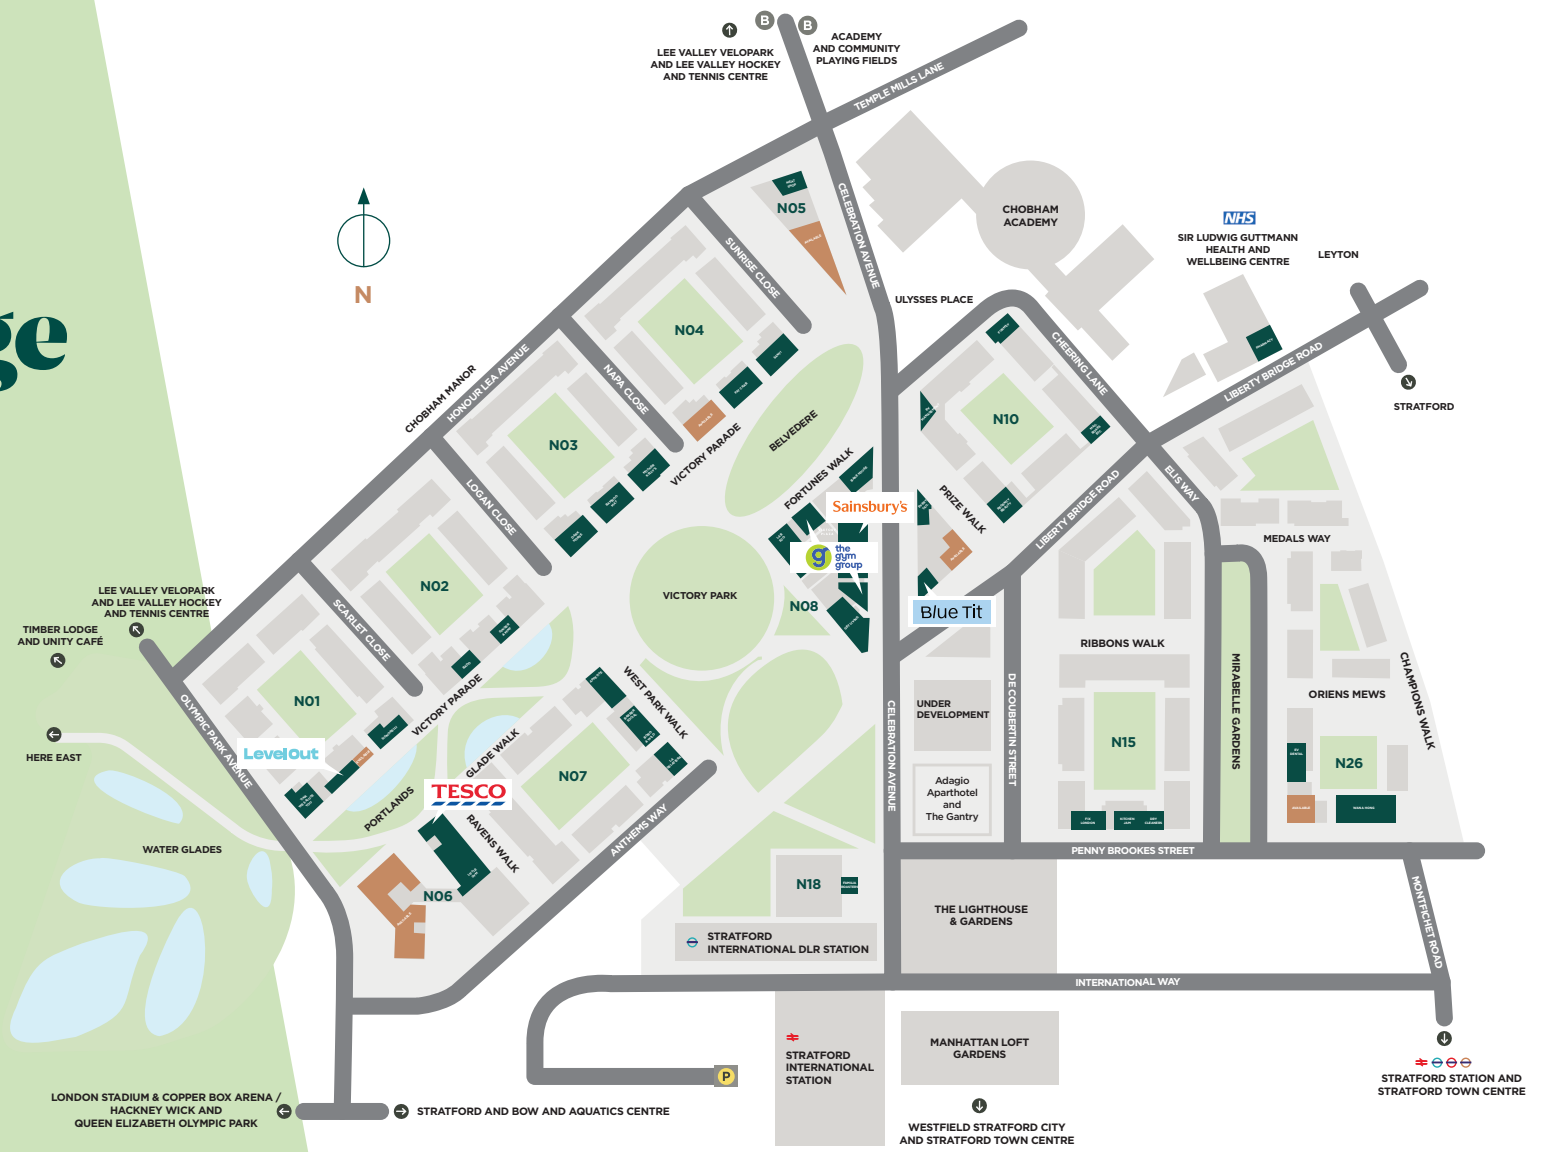 B
B
ACADEMY
AND COMMUNITY
PLAYING FIELDS
LEE VALLEY VELOPARK
AND LEE VALLEY HOCKEY
AND TENNIS CENTRE
TEMPLE MILLS LANE
CELEBRATION AVENUE
N05
AVAILABLE
CHOBHAM
ACADEMY
NHS
SIR LUDWIG GUTTMANN
HEALTH AND
WELLBEING CENTRE
LEYTON
PHARMACY
LIBERTY BRIDGE ROAD
STRATFORD
ULYSSES PLACE
CHEERING LANE
N
ge
SUNRISE CLOSE
N04
NAPA CLOSE
CHOBHAM MANOR
HONOUR LEA AVENUE
N03
VICTORY PARADE
BELVEDERE
FORTUNES WALK
N10
PRIZE WALK
LIBERTY BRIDGE ROAD
ELIS WAY
LOGAN CLOSE
Sainsbury's
g the
gym
group
MEDALS WAY
N02
VICTORY PARK
N08
Blue Tit
LEE VALLEY VELOPARK
AND LEE VALLEY HOCKEY
AND TENNIS CENTRE
TIMBER LODGE
AND UNITY CAFÉ
SCARLET CLOSE
RIBBONS WALK
MIRABELLE GARDENS
ORIENS MEWS
CHAMPIONS WALK
N01
VICTORY PARADE
WEST PARK WALK
OLYMPIC PARK AVENUE
CELEBRATION AVENUE
UNDER
DEVELOPMENT
DE COUBERTIN STREET
N15
N26
HERE EAST
LevelOut
GLADE WALK
N07
TESCO
PORTLANDS
RAVENS WALK
ANTHEMS WAY
Adagio
Aparthotel
and
The Gantry
AVAILABLE
KITCHEN
JAM
DRY
CLEANERS
WATER GLADES
PENNY BROOKES STREET
N06
N18
MONTFICHET ROAD
THE LIGHTHOUSE
& GARDENS
STRATFORD
INTERNATIONAL DLR STATION
INTERNATIONAL WAY
STRATFORD
INTERNATIONAL
STATION
MANHATTAN LOFT
GARDENS
P
STRATFORD STATION AND
STRATFORD TOWN CENTRE
LONDON STADIUM & COPPER BOX ARENA /
HACKNEY WICK AND
QUEEN ELIZABETH OLYMPIC PARK
STRATFORD AND BOW AND AQUATICS CENTRE
WESTFIELD STRATFORD CITY
AND STRATFORD TOWN CENTRE